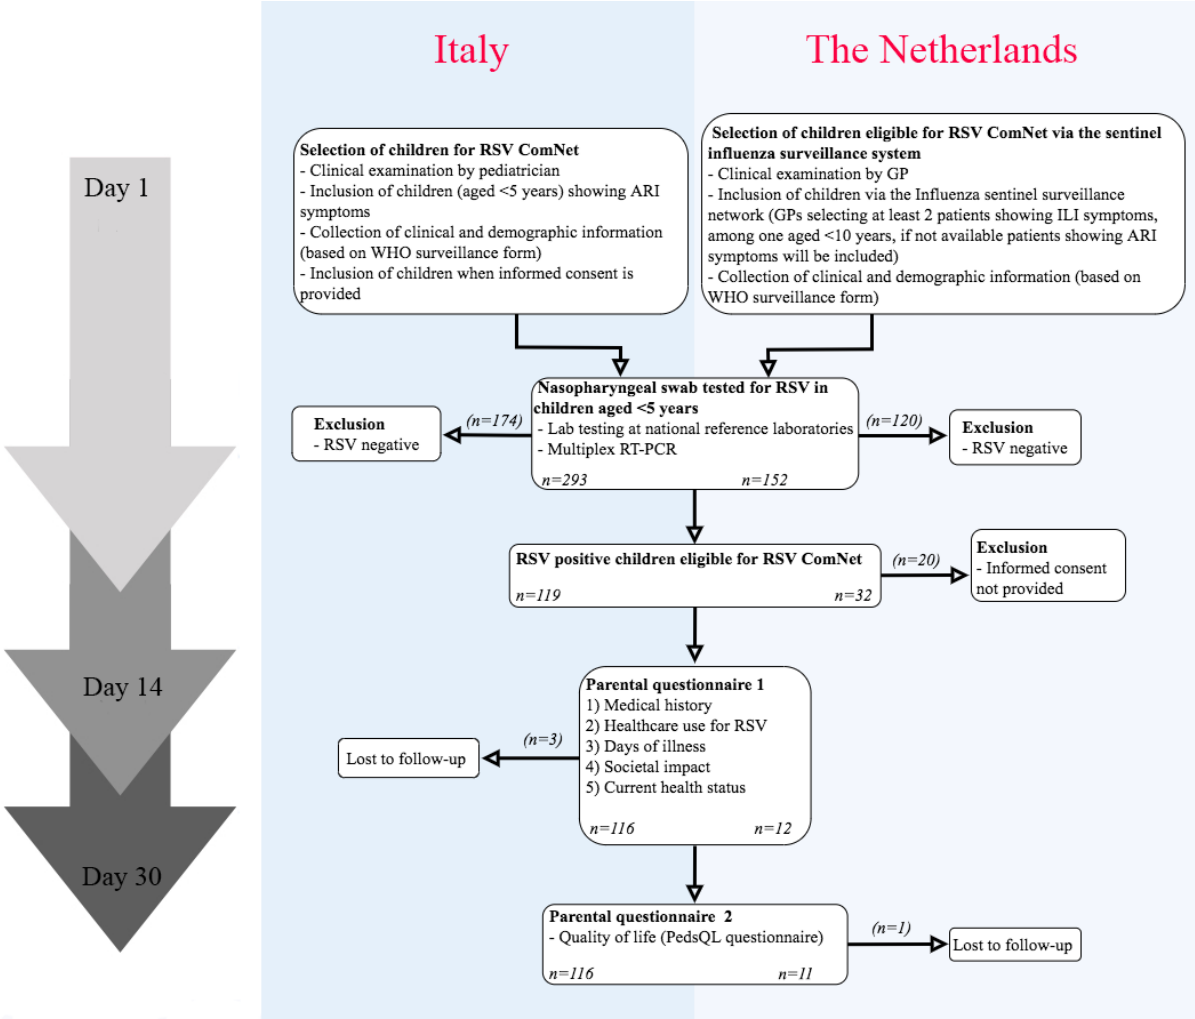 Italy
The Netherlands
Day 1
Selection of children for RSV ComNet
- Clinical examination by pediatrician
- Inclusion of children (aged <5 years) showing ARI
symptoms
- Collection of clinical and demographic information
(based on WHO surveillance form)
- Inclusion of children when informed consent is
provided
Selection of children eligible for RSV ComNet via the sentinel
influenza surveillance system
- Clinical examination by GP
- Inclusion of children via the Influenza sentinel surveillance
network (GPs selecting at least 2 patients showing ILI symptoms,
among one aged <10 years, if not available patients showing ARI
symptoms will be included)
- Collection of clinical and demographic information (based on
WHO surveillance form)
Nasopharyngeal swab tested for RSV in
children aged <5 years
- Lab testing at national reference laboratories
- Multiplex RT-PCR
n=293 n=152
(n=174)
Exclusion
- RSV negative
(n=120)
Exclusion
- RSV negative
RSV positive children eligible for RSV ComNet
n=119 n=32
(n=20)
Exclusion
- Informed consent
not provided
Day 14
Parental questionnaire 1
1) Medical history
2) Healthcare use for RSV
3) Days of illness
4) Societal impact
5) Current health status
n=116 n=12
(n=3)
Lost to follow-up
Day 30
Parental questionnaire 2
- Quality of life (PedsQL questionnaire)
n=116 n=11
(n=1)
Lost to follow-up